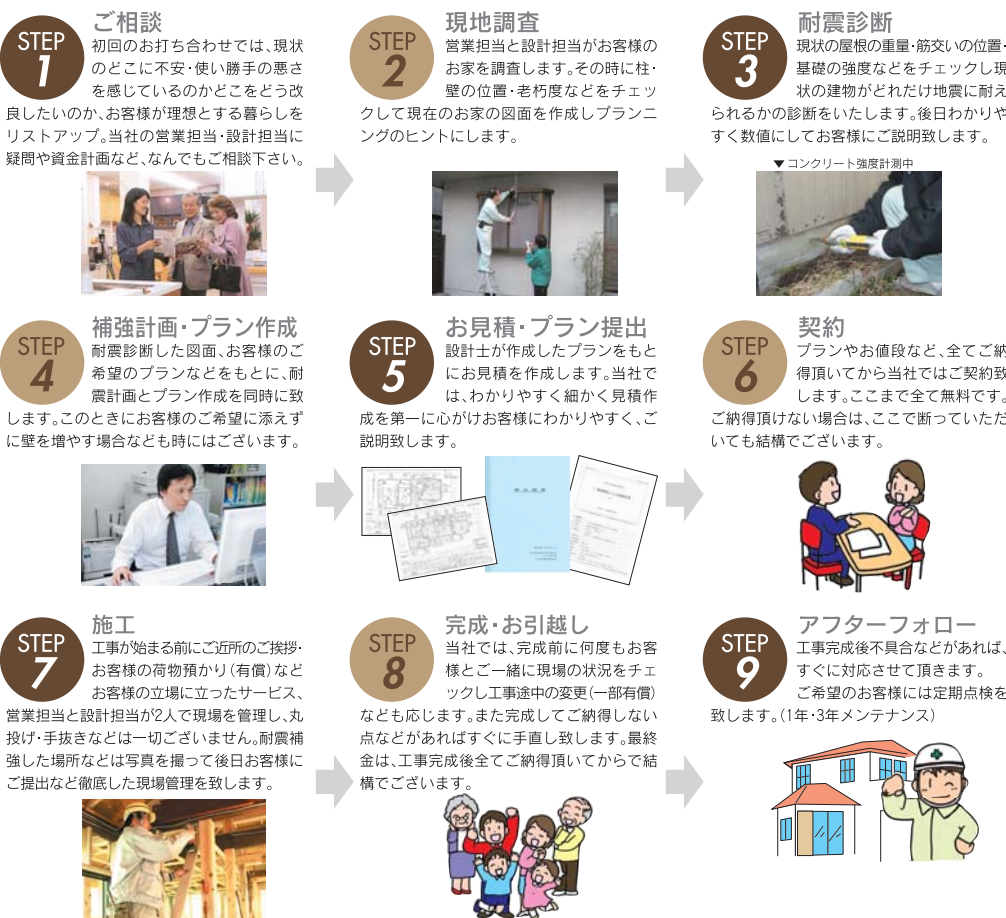 STEP
1
ご相談
初回のお打ち合わせでは、現状
のどこに不安・使い勝手の悪さ
を感じているのかどこをどう改
良したいのか、お客様が理想とする暮らしを
リストアップ。当社の営業担当・設計担当に
疑問や資金計画など、なんでもご相談下さい。
STEP
2
現地調査
営業担当と設計担当がお客様の
お家を調査します。その時に柱・
壁の位置・老朽度などをチェッ
クして現在のお家の図面を作成しプランニ
ングのヒントにします。
STEP
3
耐震診断
現状の屋根の重量・筋交いの位置・
基礎の強度などをチェックし現
状の建物がどれだけ地震に耐え
られるかの診断をいたします。後日わかりや
すく数値にしてお客様にご説明致します。
▼コンクリート強度計測中
STEP
4
補強計画・プラン作成
耐震診断した図面、お客様のご
希望のプランなどをもとに、耐
震計画とプラン作成を同時に致
します。このときにお客様のご希望に添えず
に壁を増やす場合なども時にはございます。
STEP
5
お見積・プラン提出
設計士が作成したプランをもと
にお見積を作成します。当社で
は、わかりやすく細かく見積作
成を第一に心がけお客様にわかりやすく、ご
説明致します。
STEP
6
契約
プランやお値段など、全てご納
得頂いてから当社ではご契約致
します。ここまで全て無料です。
ご納得頂けない場合は、ここで断っていただ
いても結構でございます。
STEP
7
施工
工事が始まる前にご近所のご挨拶・
お客様の荷物預かり(有償)など
お客様の立場に立ったサービス、
営業担当と設計担当が2人で現場を管理し、丸
投げ・手抜きなどは一切ございません。耐震補
強した場所などは写真を撮って後日お客様に
ご提出など徹底した現場管理を致します。
STEP
8
完成・お引越し
当社では、完成前に何度もお客
様とご一緒に現場の状況をチェ
ックし工事途中の変更(一部有償)
なども応じます。また完成してご納得しない
点などがあればすぐに手直し致します。最終
金は、工事完成後全てご納得頂いてからで結
構でございます。
STEP
9
アフターフォロー
工事完成後不具合などがあれば、
すぐに対応させて頂きます。
ご希望のお客様には定期点検を
致します。(1年・3年メンテナンス)